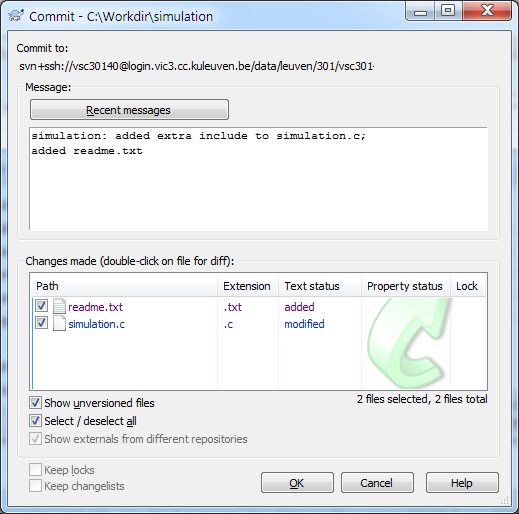 Commit - C:\Workdir\simulation
Commit to:
svn+ssh://vsc30140@login.vic3.cc.kuleuven.be/data/leuven/301/vsc301
Message:
Recent messages
simulation: added extra include to simulation.c;
added readme.txt
Changes made (double-click on file for diff):
Path Extension Text status Property status Lock
readme.txt .txt added
simulation.c .c modified
Show unversioned files 2 files selected, 2 files total
Select / deselect all
Show externals from different repositories
Keep locks
Keep changelists
OK Cancel Help